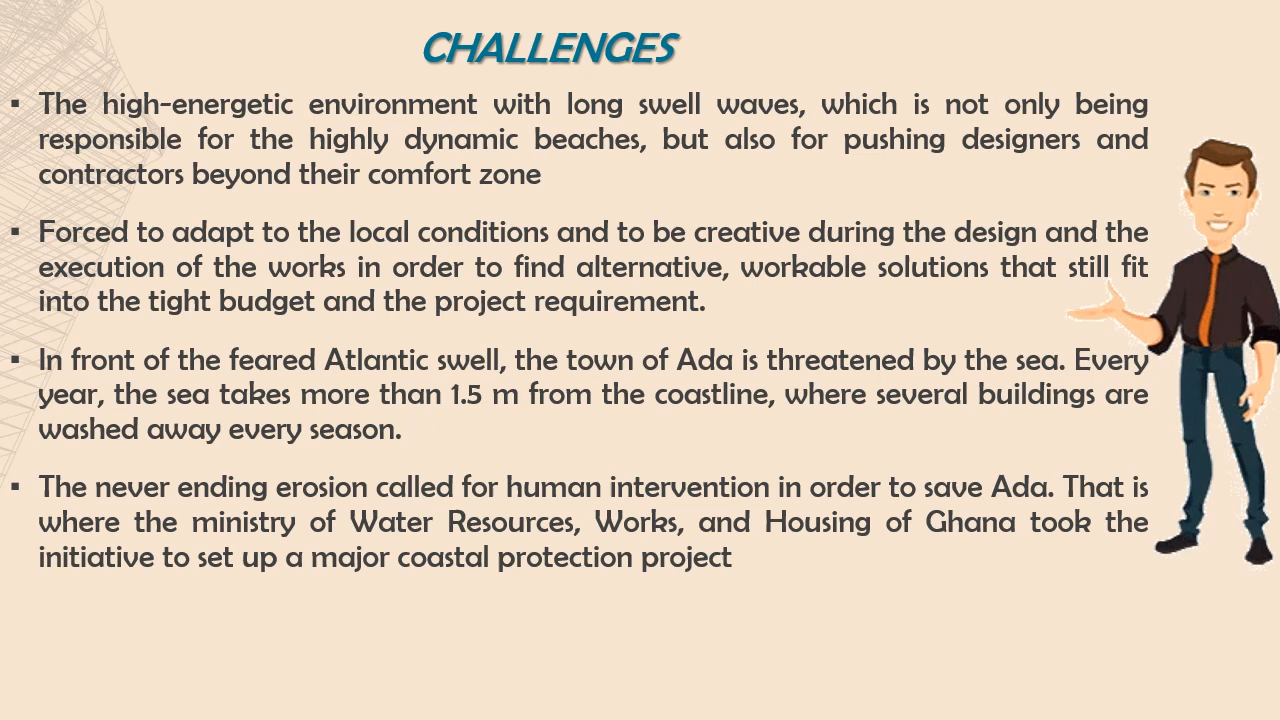 CHALLENGES
▪ The high-energetic environment with long swell waves, which is not only being
responsible for the highly dynamic beaches, but also for pushing designers and
contractors beyond their comfort zone
▪ Forced to adapt to the local conditions and to be creative during the design and the
execution of the works in order to find alternative, workable solutions that still fit
into the tight budget and the project requirement.
▪ In front of the feared Atlantic swell, the town of Ada is threatened by the sea. Every
year, the sea takes more than 1.5 m from the coastline, where several buildings are
washed away every season.
▪ The never ending erosion called for human intervention in order to save Ada. That is
where the ministry of Water Resources, Works, and Housing of Ghana took the
initiative to set up a major coastal protection project